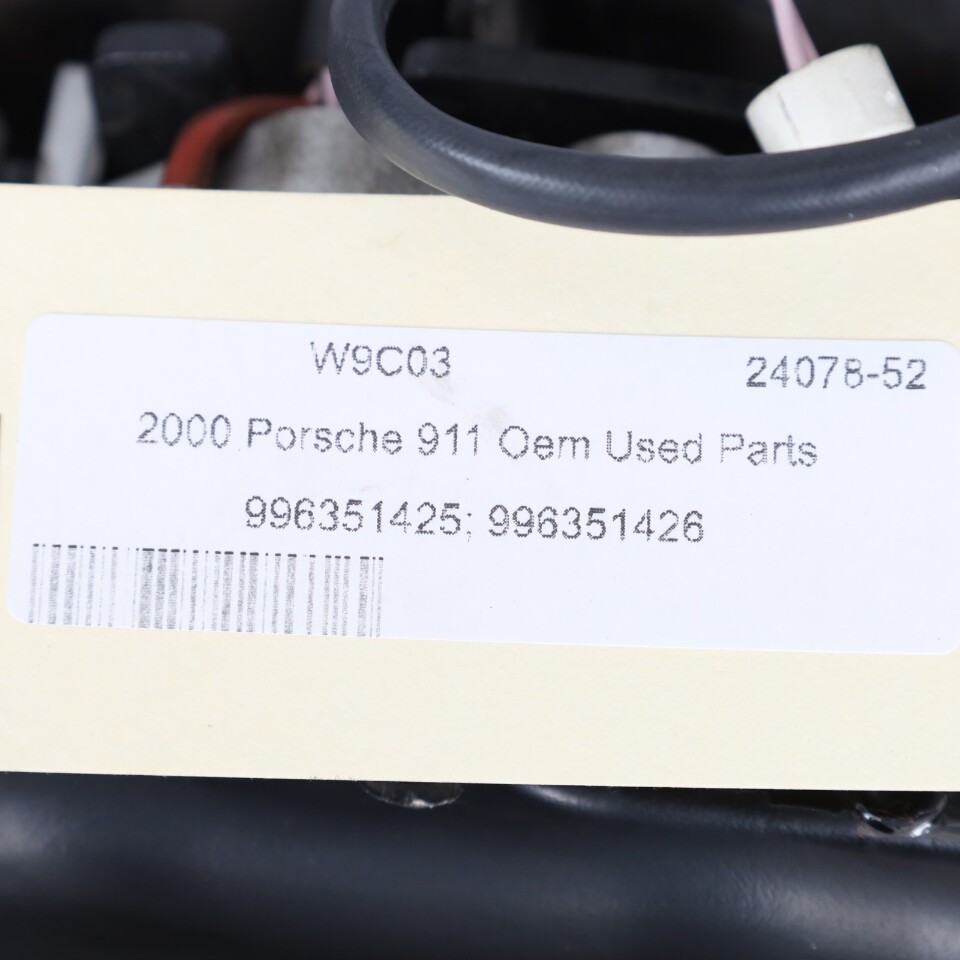 W9C03 24078-52
2000 Porsche 911 Oem Used Parts
996351425; 996351426